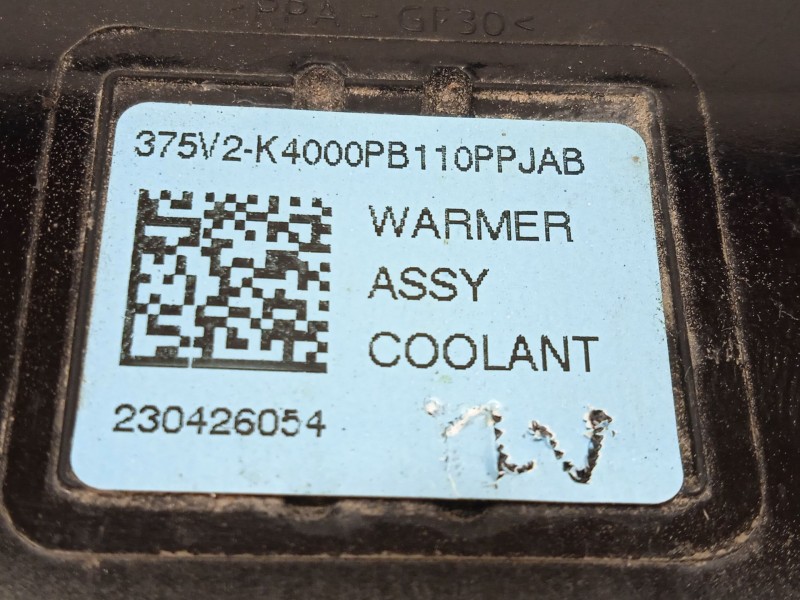 375V2-K4000PB110PPJAB
WARMER
ASSY
COOLANT
230426054